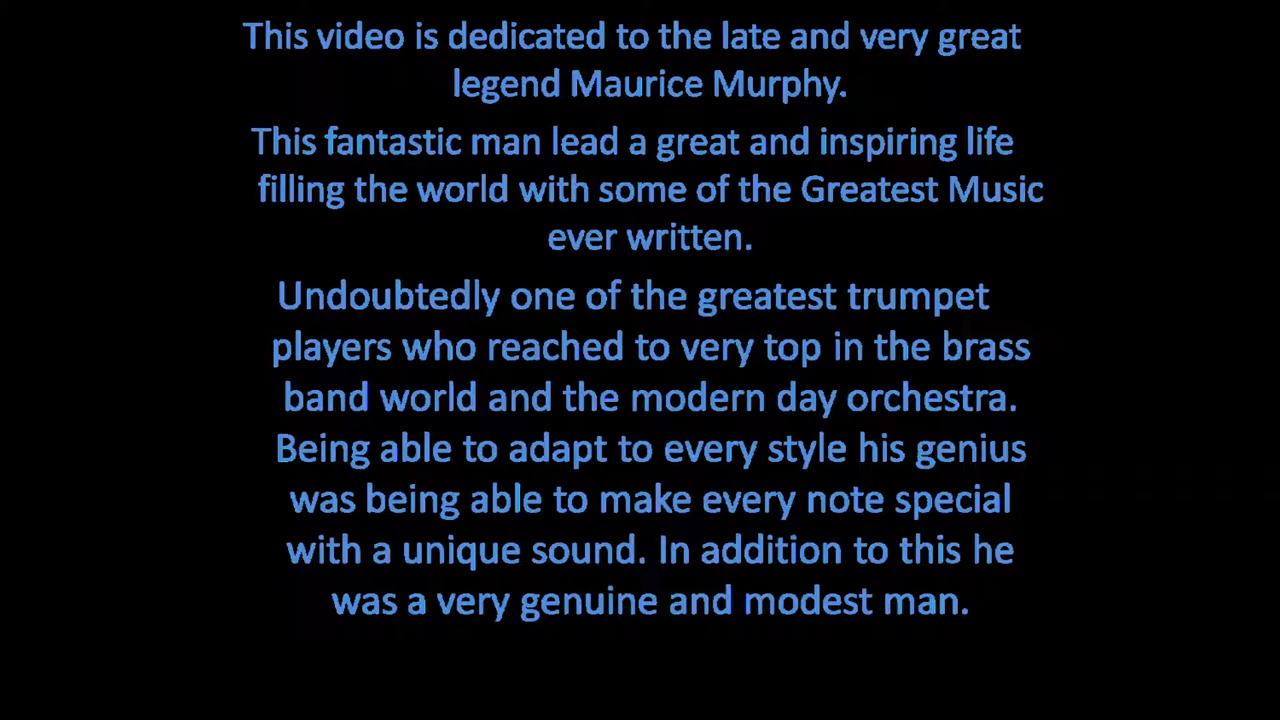 This video is dedicated to the late and very great
legend Maurice Murphy.
This fantastic man lead a great and inspiring life
filling the world with some of the Greatest Music
ever written.
Undoubtedly one of the greatest trumpet
players who reached to very top in the brass
band world and the modern day orchestra.
Being able to adapt to every style his genius
was being able to make every note special
with a unique sound. In addition to this he
was a very genuine and modest man.